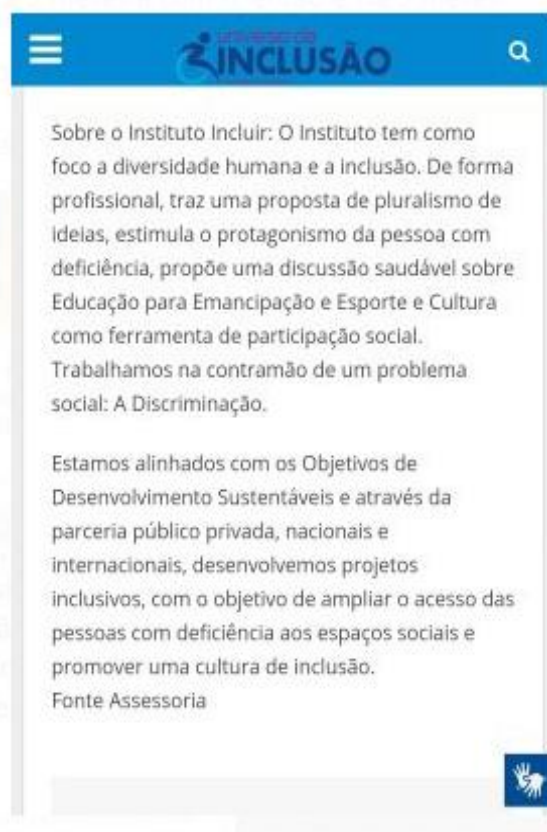 universo da
INCLUSÃO
Sobre o Instituto Incluir: O Instituto tem como
foco a diversidade humana e a inclusão. De forma
profissional, traz uma proposta de pluralismo de
ideias, estimula o protagonismo da pessoa com
deficiência, propõe uma discussão saudável sobre
Educação para Emancipação e Esporte e Cultura
como ferramenta de participação social.
Trabalhamos na contramão de um problema
social: A Discriminação.
Estamos alinhados com os Objetivos de
Desenvolvimento Sustentáveis e através da
parceria público privada, nacionais e
internacionais, desenvolvemos projetos
inclusivos, com o objetivo de ampliar o acesso das
pessoas com deficiência aos espaços sociais e
promover uma cultura de inclusão.
Fonte Assessoria